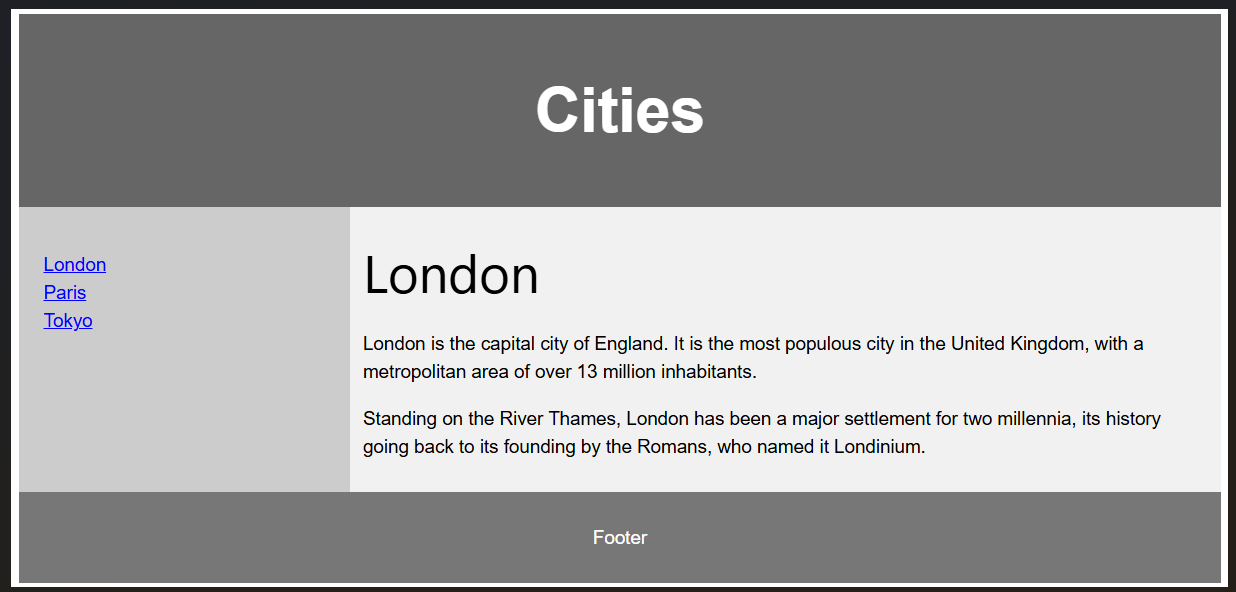 Cities
London
Paris
Tokyo
London
London is the capital city of England. It is the most populous city in the United Kingdom, with a
metropolitan area of over 13 million inhabitants.
Standing on the River Thames, London has been a major settlement for two millennia, its history
going back to its founding by the Romans, who named it Londinium.
Footer